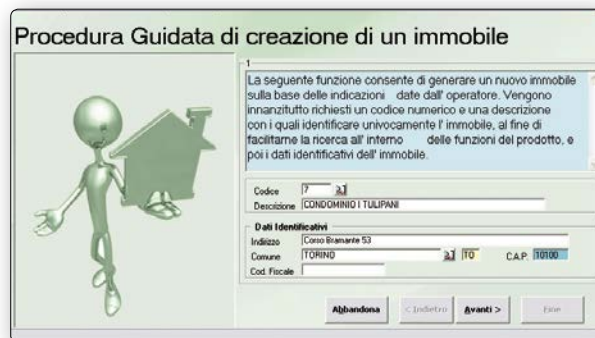 Procedura Guidata di creazione di un immobile
1
La seguente funzione consente di generare un nuovo immobile
sulla base delle indicazioni date dall' operatore. Vengono
innanzitutto richiesti un codice numerico e una descrizione
con i quali identificare univocamente l' immobile, al fine di
facilitarne la ricerca all' interno delle funzioni del prodotto, e
poi i dati identificativi dell' immobile.
Codice 7
Descrizione CONDOMINIO I TULIPANI
Dati Identificativi
Indirizzo Corso Bramante 53
Comune TORINO TO C.A.P. 10100
Cod. Fiscale
Abbandona < Indietro Avanti > Fine